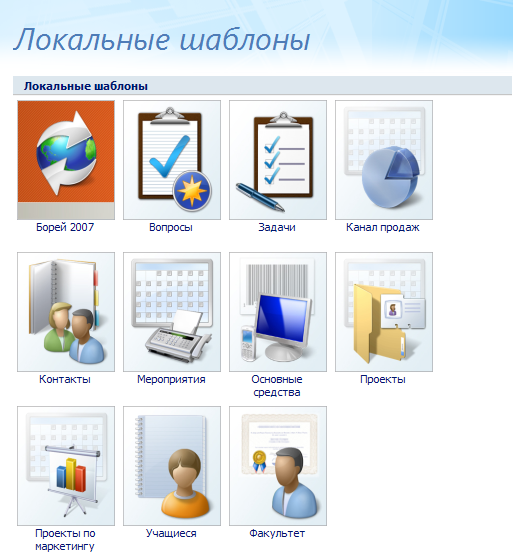 Локальные шаблоны
Локальные шаблоны
Борей 2007
Вопросы
Задачи
Канал продаж
Контакты
Мероприятия
Основные
средства
Проекты
Проекты по
маркетингу
Учащиеся
Факультет